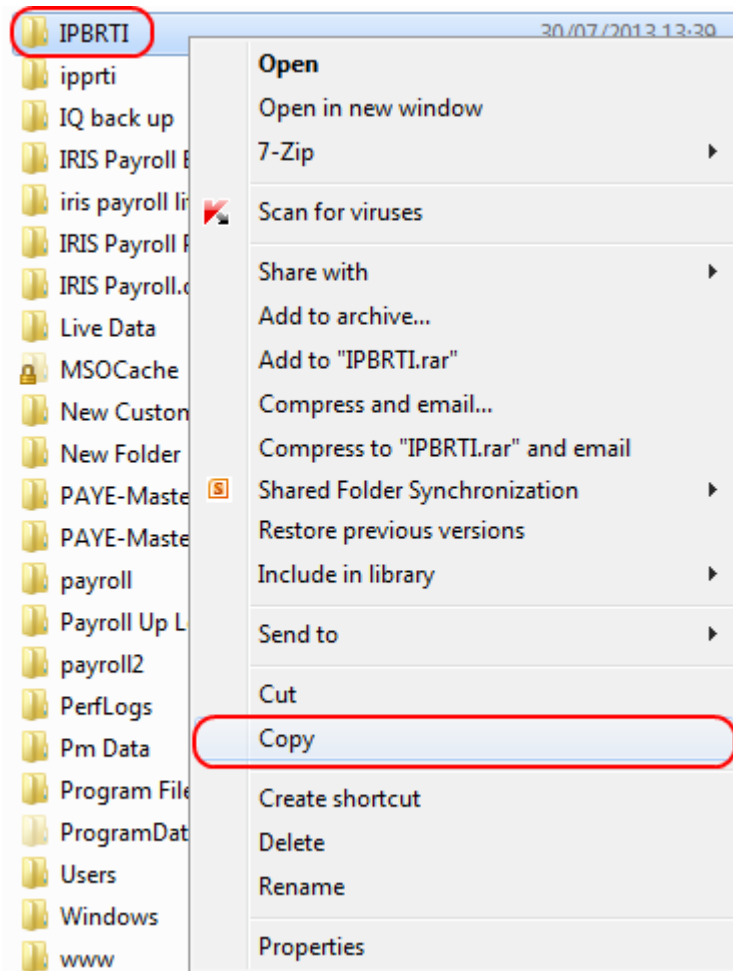 IPBRTI 30/07/2013 13:39
ipprti
IQ back up
IRIS Payroll
iris payroll
IRIS Payroll
IRIS Payroll.
Live Data
MSOCache
New Custon
New Folder
PAYE-Maste
PAYE-Maste
payroll
Payroll Up L
payroll2
PerfLogs
Pm Data
Program File
ProgramDat
Users
Windows
www
Open
Open in new window
7-Zip
Scan for viruses
Share with
Add to archive...
Add to "IPBRTI.rar"
Compress and email...
Compress to "IPBRTI.rar" and email
S
Shared Folder Synchronization
Restore previous versions
Include in library
Send to
Cut
Copy
Create shortcut
Delete
Rename
Properties